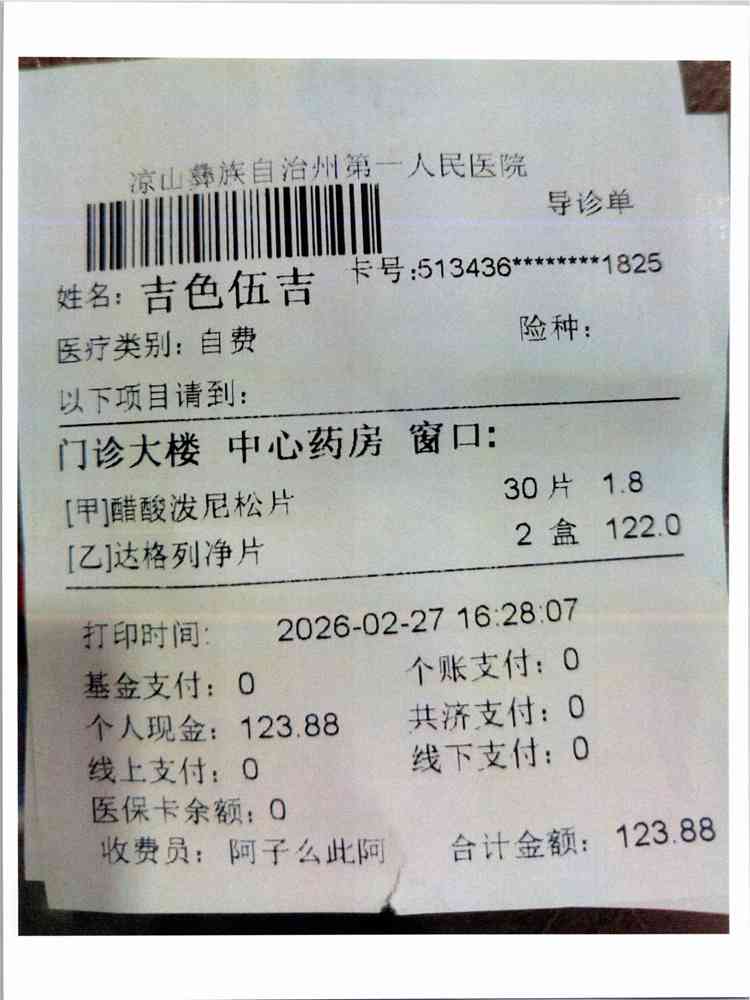 凉山彝族自治州第一人民医院
导诊单
姓名：吉色伍吉 卡号:513436********1825
医疗类别：自费 险种：
以下项目请到：
门诊大楼 中心药房 窗口:
[甲]醋酸泼尼松片 30 片 1.8
[乙]达格列净片 2 盒 122.0
打印时间: 2026-02-27 16:28:07
基金支付：0 个账支付：0
个人现金：123.88 共济支付：0
线上支付：0 线下支付：0
医保卡余额：0
收费员： 阿子么此阿 合计金额： 123.88